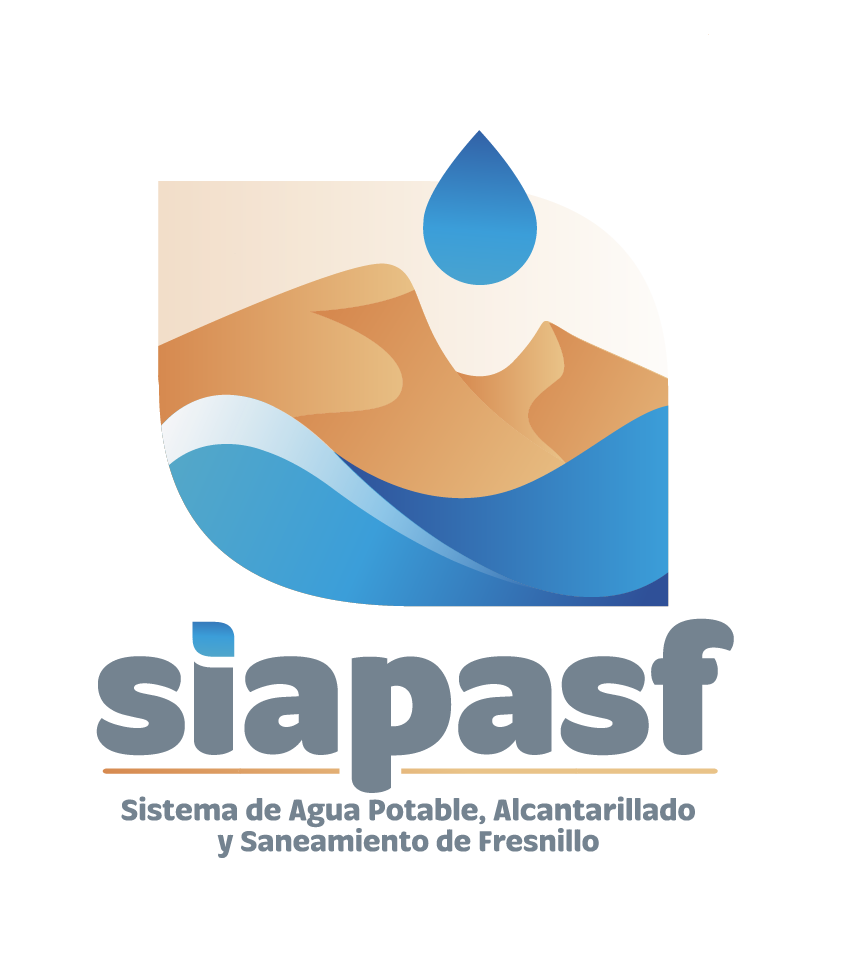 siapasf
Sistema de Agua Potable, Alcantarillado
y Saneamiento de Fresnillo